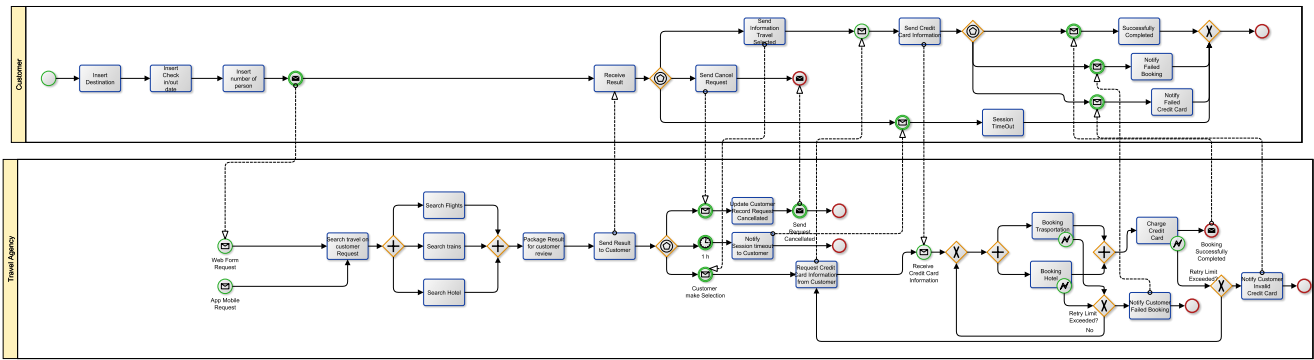 Customer
Insert
Destination
Insert
Check
in/out
date
Insert
number of
person
Receive
Result
Send
Information
Travel
Selected
Send Cancel
Request
Send Credit
Card Information
Session
TimeOut
Successfully
Completed
Notify
Failed
Booking
Notify
Failed
Credit Card
Travel Agency
Web Form
Request
App Mobile
Request
Search travel on
customer
Request
Search Flights
Search trains
Search Hotel
Package Result
for customer
review
Send Result
to Customer
Update Customer
Record Request
Cancellated
Send
Request
Cancellated
1 h
Notify
Session timeout
to Customer
Customer
make Selection
Request Credit
Card Information
from Customer
Receive
Credit Card
Information
Booking
Trasportation
Booking
Hotel
Retry Limit
Exceeded?
No
Notify Customer
Failed Booking
Charge
Credit
Card
Booking
Successfully
Completed
Retry Limit
Exceeded?
Notify Customer
Invalid
Credit Card